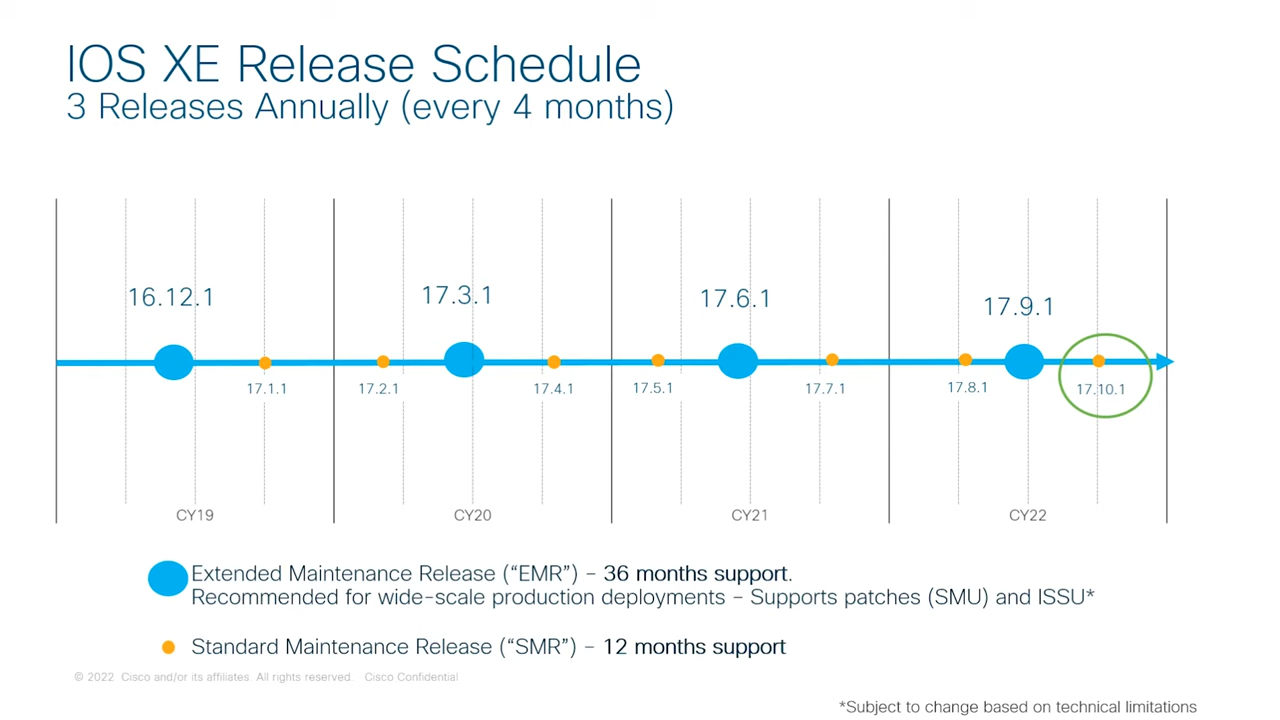 IOS XE Release Schedule
3 Releases Annually (every 4 months)
16.12.1
17.3.1
17.6.1
17.9.1
17.1.1
17.2.1
17.4.1
17.5.1
17.7.1
17.8.1
17.10.1
CY19
CY20
CY21
CY22
Extended Maintenance Release (“EMR”) – 36 months support.
Recommended for wide-scale production deployments – Supports patches (SMU) and ISSU*
Standard Maintenance Release (“SMR”) – 12 months support
© 2022 Cisco and/or its affiliates. All rights reserved. Cisco Confidential
*Subject to change based on technical limitations